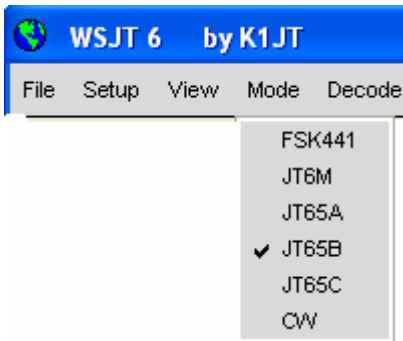 WSJT 6 by K1JT
File Setup View Mode Decode
FSK441
JT6M
JT65A
JT65B
JT65C
CW